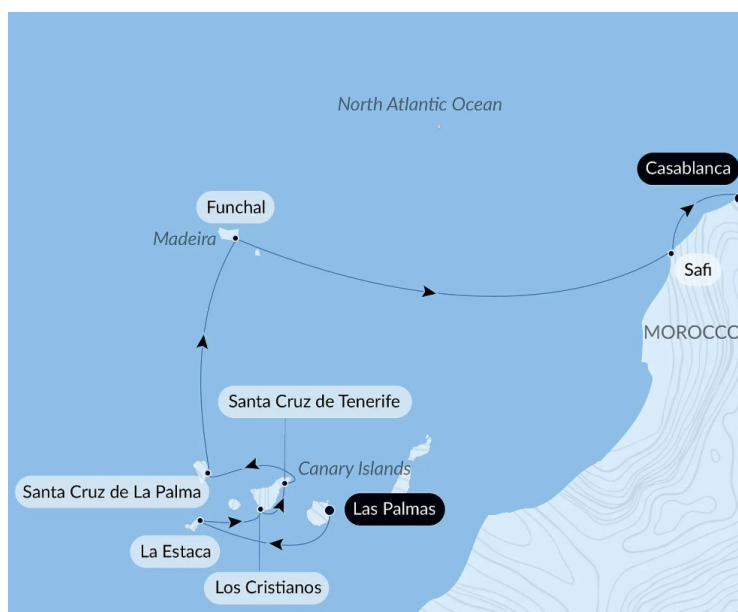 North Atlantic Ocean
Casablanca
Funchal
Madeira
Safi
MOROCCO
Santa Cruz de Tenerife
Canary Islands
Santa Cruz de La Palma
Las Palmas
La Estaca
Los Cristianos